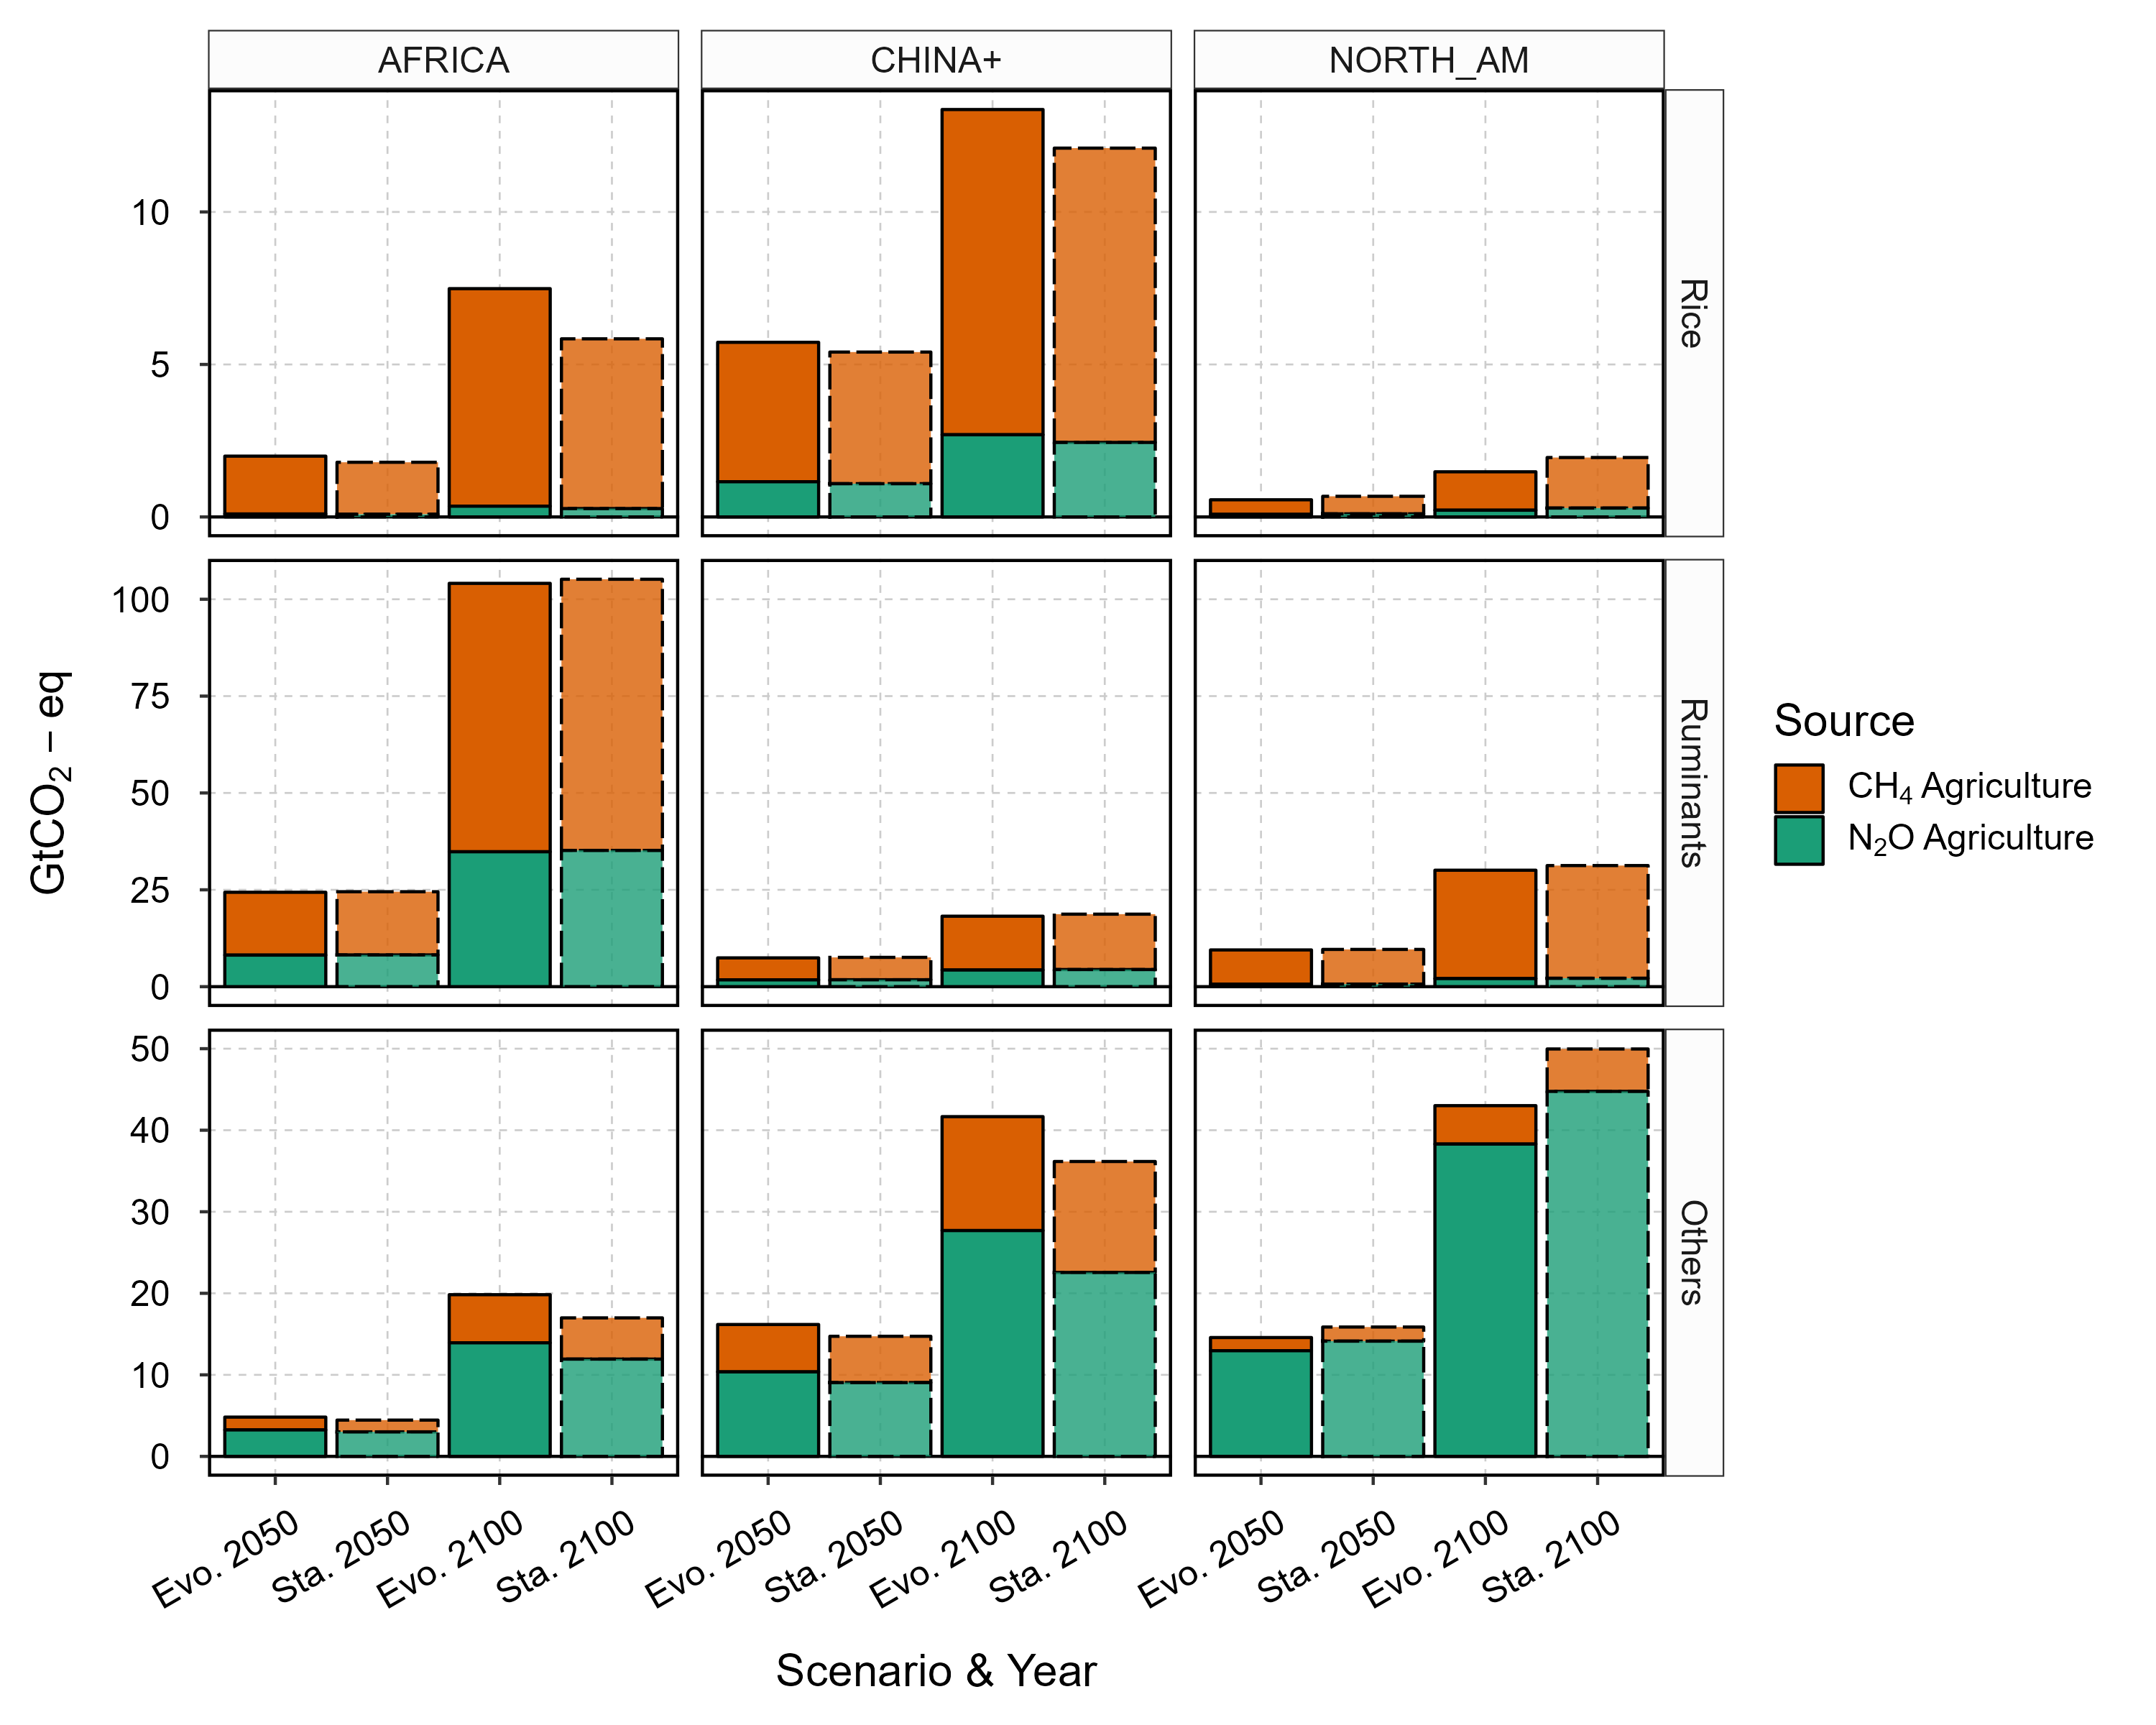 AFRICA
CHINA+
NORTH_AM
10
5
0
Rice
100
75
50
25
0
Ruminants
50
40
30
20
10
0
Others
GtCO₂ – eq
Evo. 2050
Sta. 2050
Evo. 2100
Sta. 2100
Evo. 2050
Sta. 2050
Evo. 2100
Sta. 2100
Evo. 2050
Sta. 2050
Evo. 2100
Sta. 2100
Scenario & Year
Source
CH₄ Agriculture
N₂O Agriculture